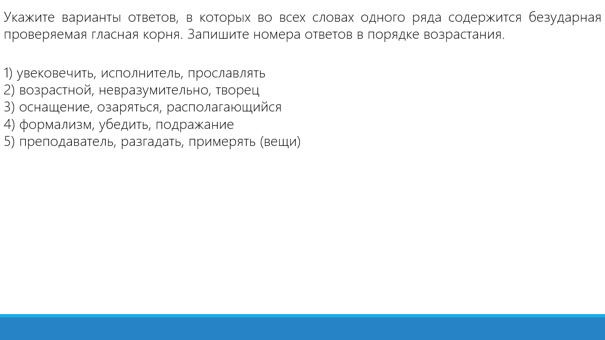 Укажите варианты ответов, в которых во всех словах одного ряда содержится безударная
проверяемая гласная корня. Запишите номера ответов в порядке возрастания.
1) увековечить, исполнитель, прославлять
2) возрастной, невразумительно, творец
3) оснащение, озаряться, располагающийся
4) формализм, убедить, подражание
5) преподаватель, разгадать, примерять (вещи)